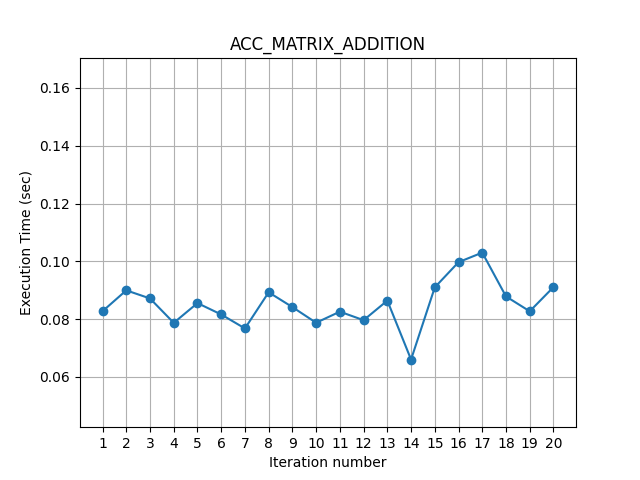 ACC_MATRIX_ADDITION
Execution Time (sec)
0.16
0.14
0.12
0.10
0.08
0.06
1 2 3 4 5 6 7 8 9 10 11 12 13 14 15 16 17 18 19 20
Iteration number